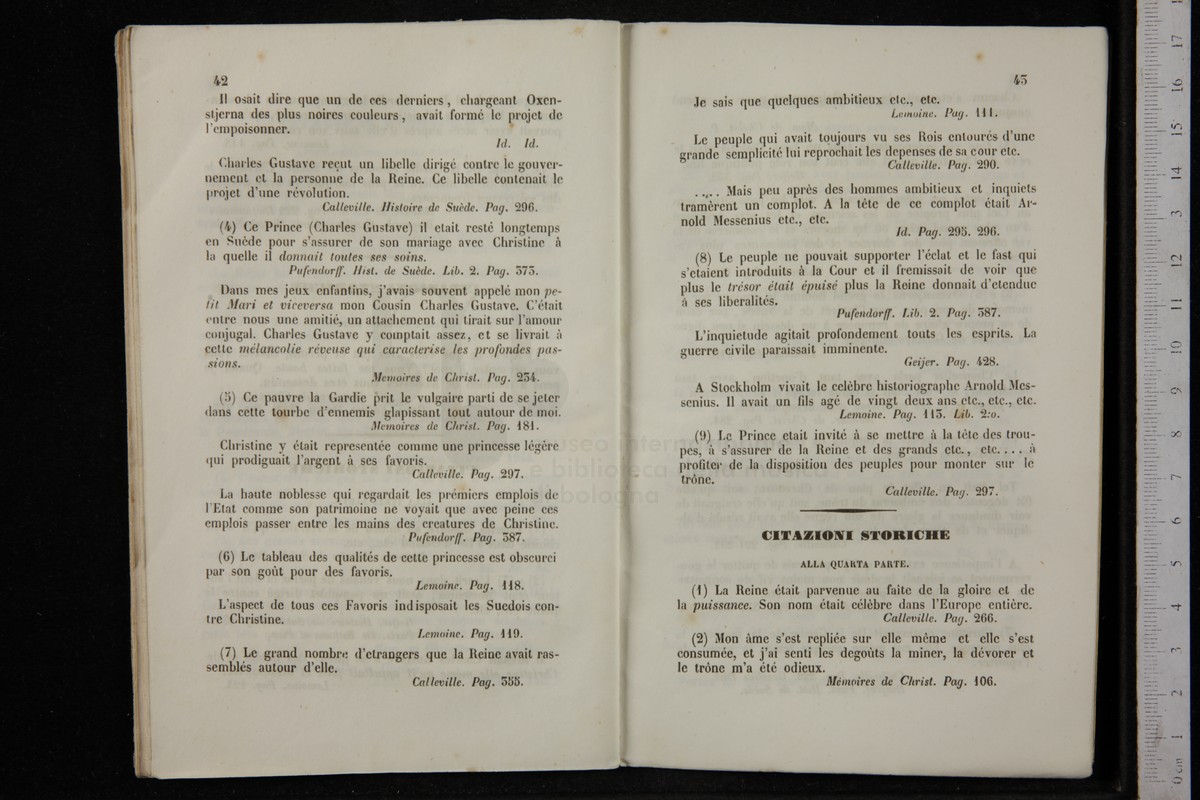 42
Il osait dire que un de ces derniers, chargeant Oxen-
stjerna des plus noires couleurs, avait formé le projet de
l'empoisonner.
Id. Id.
Charles Gustave reçut un libelle dirigé contre le gouver-
nement et la personne de la Reine. Ce libelle contenait le
projet d'une révolution.
Calleville. Histoire de Suède. Pag. 296.
(4) Ce Prince (Charles Gustave) il etait resté longtemps
en Suède pour s'assurer de son mariage avec Christine à
la quelle il donnait toutes ses soins.
Pufendorff. Hist. de Suède. Lib. 2. Pag. 375.
Dans mes jeux enfantins, j'avais souvent appelé mon pe-
tit Mari et viceversa mon Cousin Charles Gustave. C'était
entre nous une amitié, un attachement qui tirait sur l'amour
conjugal. Charles Gustave y comptait assez, et se livrait à
cette mélancolie rêveuse qui caracterise les profondes pas-
sions.
Memoires de Christ. Pag. 234.
(5) Ce pauvre la Gardie prit le vulgaire parti de se jeter
dans cette tourbe d'ennemis glapissant tout autour de moi.
Memoires de Christ. Pag. 181.
Christine y était representée comme une princesse légère
qui prodiguait l'argent à ses favoris.
Calleville. Pag. 297.
La haute noblesse qui regardait les prémiers emplois de
l'Etat comme son patrimoine ne voyait que avec peine ces
emplois passer entre les mains des creatures de Christine.
Pufendorff. Pag. 387.
(6) Le tableau des qualités de cette princesse est obscurci
par son goût pour des favoris.
Lemoine. Pag. 118.
L'aspect de tous ces Favoris indisposait les Suedois con-
tre Christine.
Lemoine. Pag. 119.
(7) Le grand nombre d'etrangers que la Reine avait ras-
semblés autour d'elle.
Calleville. Pag. 355.
43
Je sais que quelques ambitieux etc., etc.
Lemoine. Pag. 111.
Le peuple qui avait toujours vu ses Rois entourés d'une
grande semplicité lui reprochait les depenses de sa cour etc.
Calleville. Pag. 290.
..... Mais peu après des hommes ambitieux et inquiets
tramèrent un complot. A la tête de ce complot était Ar-
nold Messenius etc., etc.
Id. Pag. 295. 296.
(8) Le peuple ne pouvait supporter l'éclat et le fast qui
s'etaient introduits à la Cour et il fremissait de voir que
plus le trésor était épuisé plus la Reine donnait d'etendue
à ses liberalités.
Pufendorff. Lib. 2. Pag. 387.
L'inquietude agitait profondement touts les esprits. La
guerre civile paraissait imminente.
Geijer. Pag. 428.
A Stockholm vivait le celèbre historiographe Arnold Mes-
senius. Il avait un fils agé de vingt deux ans etc., etc., etc.
Lemoine. Pag. 113. Lib. 2:o.
(9) Le Prince etait invité à se mettre à la tête des trou-
pes, à s'assurer de la Reine et des grands etc., etc.... à
profiter de la disposition des peuples pour monter sur le
trône.
Calleville. Pag. 297.
CITAZIONI STORICHE
ALLA QUARTA PARTE.
(1) La Reine était parvenue au faite de la gloire et de
la puissance. Son nom était célèbre dans l'Europe entière.
Calleville. Pag. 266.
(2) Mon àme s'est repliée sur elle même et elle s'est
consumée, et j'ai senti les degoùts la miner, la dévorer et
le trône m'a été odieux.
Mémoires de Christ. Pag. 106.